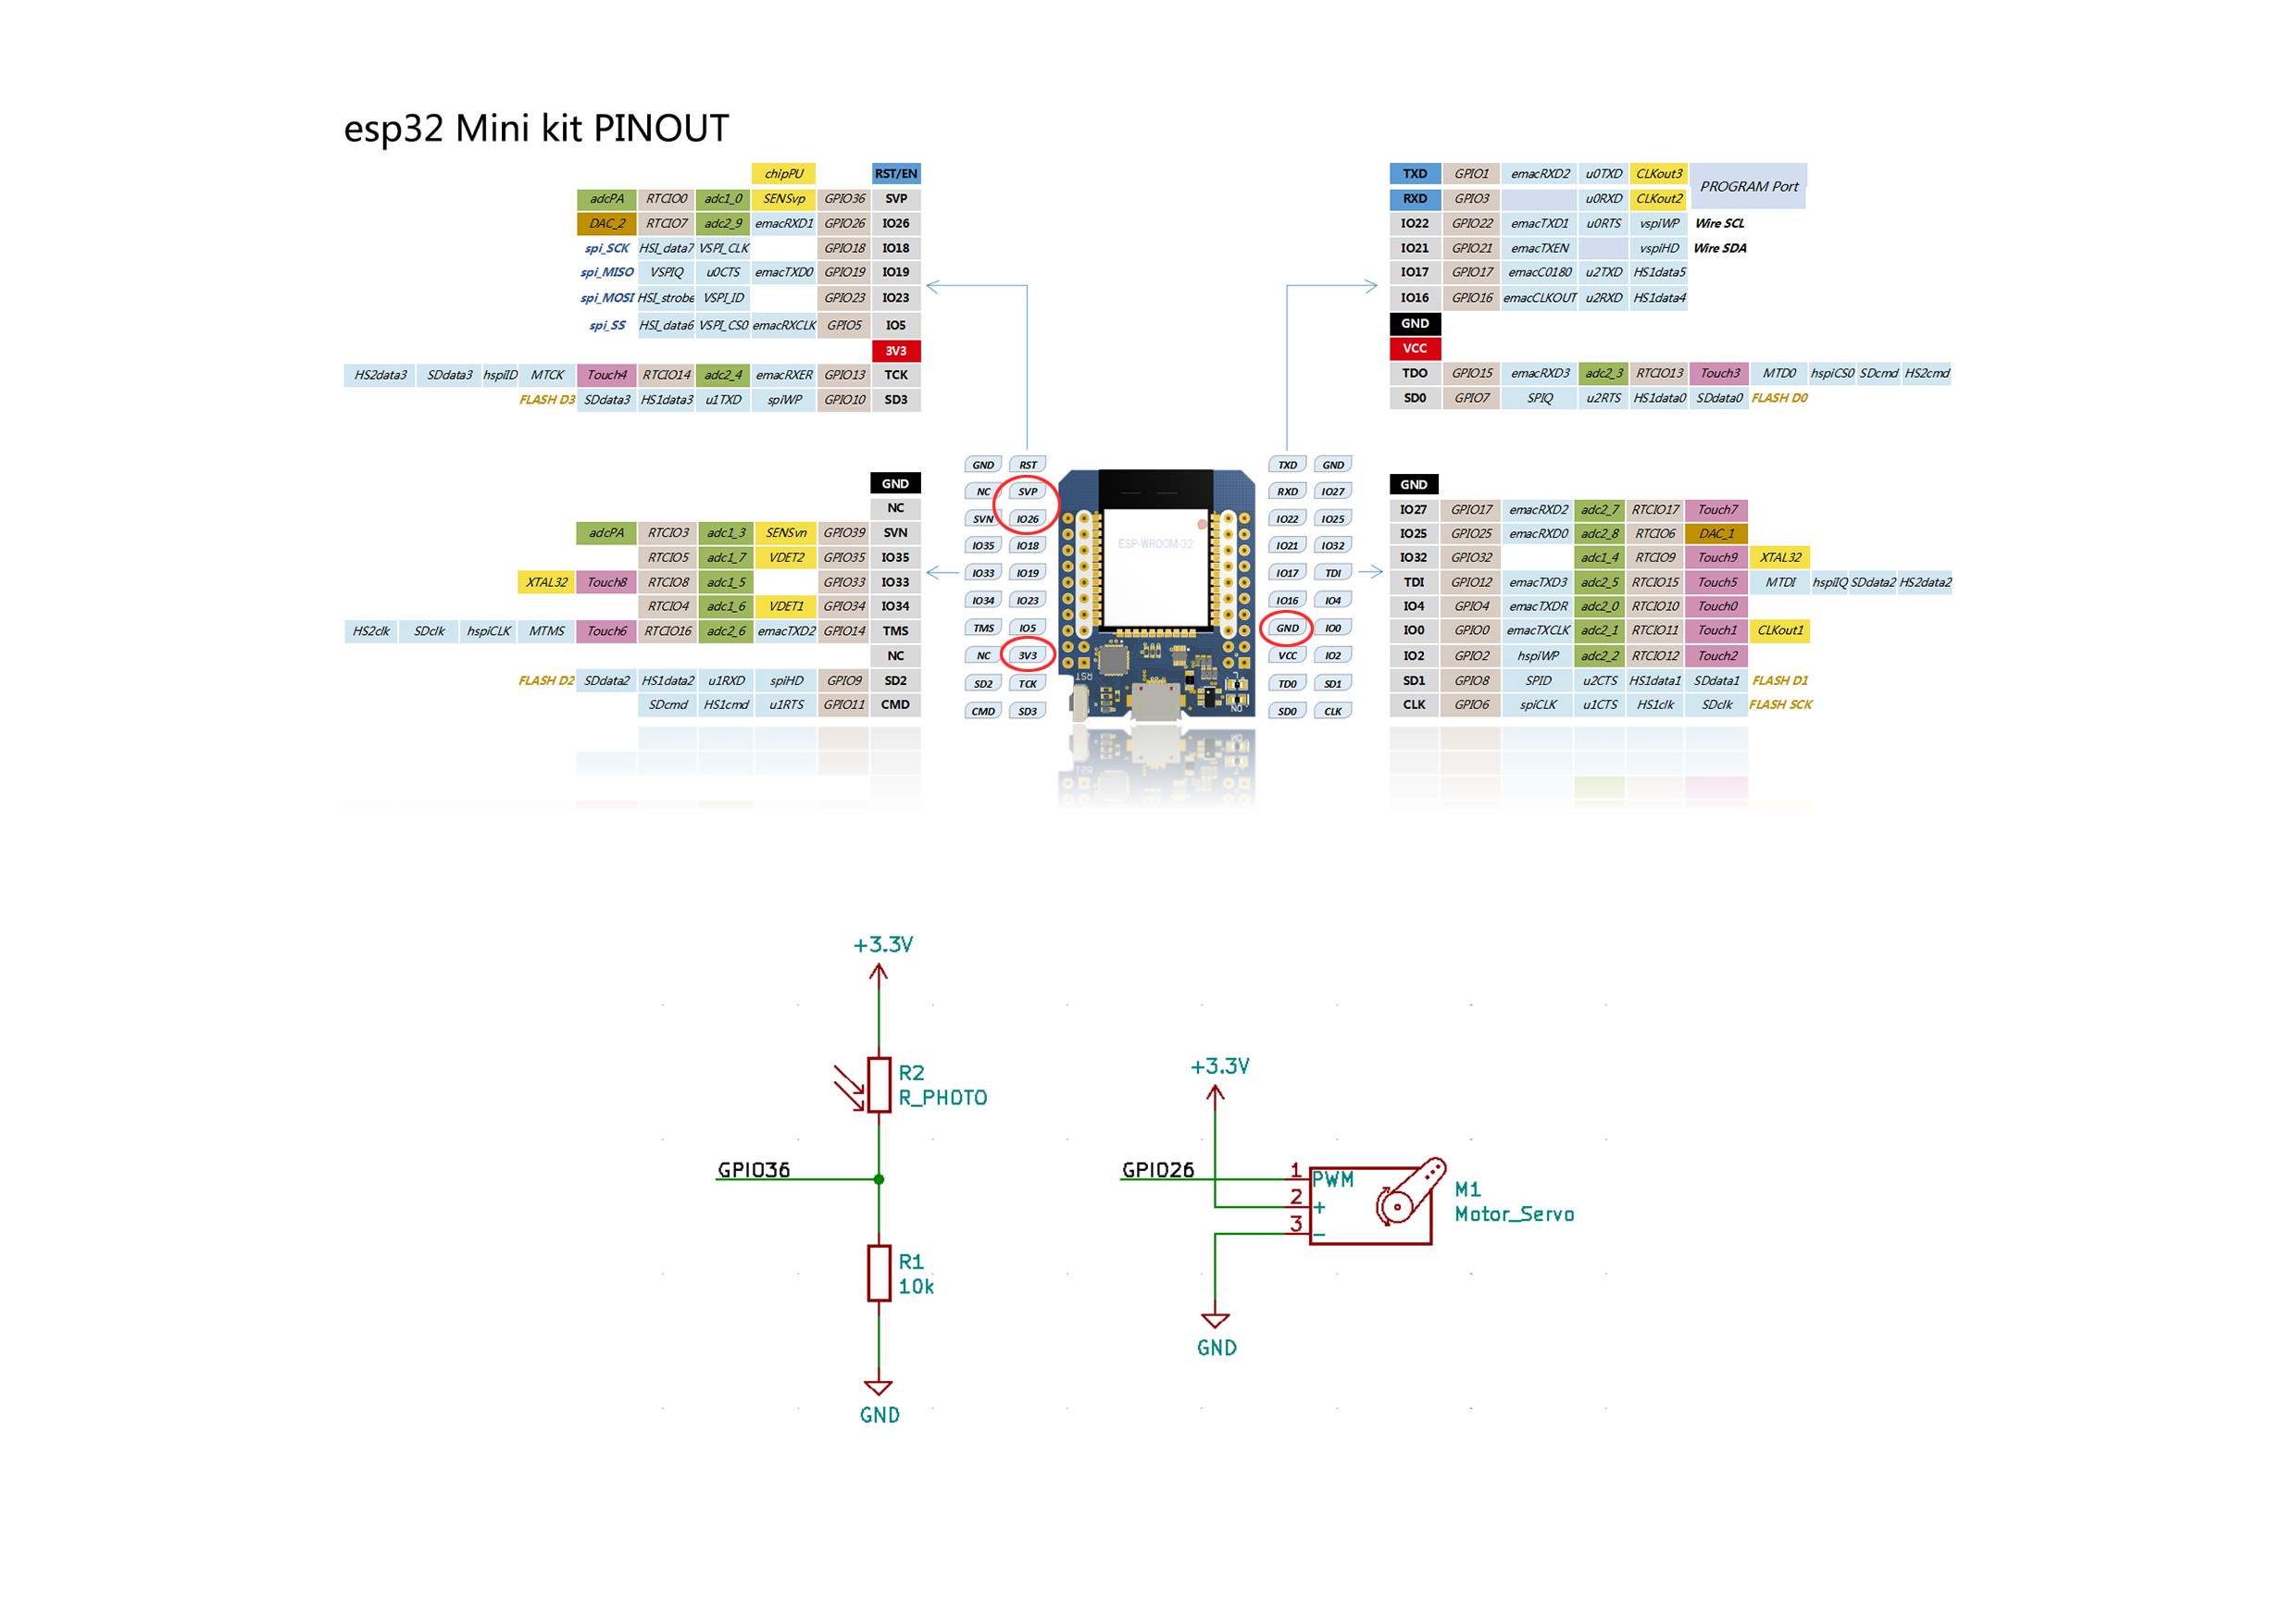 esp32 Mini kit PINOUT
chipPU RST/EN
adcPA RTCIO0 adc1_0 SENSvp GPIO36 SVP
DAC_2 RTCIO7 adc2_9 emacRXD1 GPIO26 IO26
spi_SCK HSI_data7 VSPI_CLK GPIO18 IO18
spi_MISO VSPIQ u0CTS emacTXD0 GPIO19 IO19
spi_MOSI HSI_strobe VSPI_ID GPIO23 IO23
spi_SS HSI_data6 VSPI_CS0 emacRXCLK GPIO5 IO5
3V3
HS2data3 SDdata3 hspiID MTCK Touch4 RTCIO14 adc2_4 emacRXER GPIO13 TCK
FLASH D3 SDdata3 HS1data3 u1TXD spiWP GPIO10 SD3
TXD GPIO1 emacRXD2 u0TXD CLKout3 PROGRAM Port
RXD GPIO3 u0RXD CLKout2
IO22 GPIO22 emacTXD1 u0RTS vspiWP Wire SCL
IO21 GPIO21 emacTXEN vspiHD Wire SDA
IO17 GPIO17 emacC0180 u2TXD HS1data5
IO16 GPIO16 emacCLKOUT u2RXD HS1data4
GND
VCC
TDO GPIO15 emacRXD3 adc2_3 RTCIO13 Touch3 MTD0 hspiCS0 SDcmd HS2cmd
SD0 GPIO7 SPIQ u2RTS HS1data0 SDdata0 FLASH D0
GND
NC
adcPA RTCIO3 adc1_3 SENSvn GPIO39 SVN
RTCIO5 adc1_7 VDET2 GPIO35 IO35
XTAL32 Touch8 RTCIO8 adc1_5 GPIO33 IO33
RTCIO4 adc1_6 VDET1 GPIO34 IO34
HS2clk SDclk hspiCLK MTMS Touch6 RTCIO16 adc2_6 emacTXD2 GPIO14 TMS
NC
FLASH D2 SDdata2 HS1data2 u1RXD spiHD GPIO9 SD2
SDcmd HS1cmd u1RTS GPIO11 CMD
GND RST
NC SVP
SVN IO26
IO35 IO18
IO33 IO19
IO34 IO23
TMS IO5
NC 3V3
SD2 TCK
CMD SD3
ESP-WROOM-32
RST
L
ON
TXD GND
RXD IO27
IO22 IO25
IO21 IO32
IO17 TDI
IO16 IO4
GND IO0
VCC IO2
TD0 SD1
SD0 CLK
GND
IO27 GPIO17 emacRXD2 adc2_7 RTCIO17 Touch7
IO25 GPIO25 emacRXD0 adc2_8 RTCIO6 DAC_1
IO32 GPIO32 adc1_4 RTCIO9 Touch9 XTAL32
TDI GPIO12 emacTXD3 adc2_5 RTCIO15 Touch5 MTDI hspiIQ SDdata2 HS2data2
IO4 GPIO4 emacTXDR adc2_0 RTCIO10 Touch0
IO0 GPIO0 emacTXCLK adc2_1 RTCIO11 Touch1 CLKout1
IO2 GPIO2 hspiWP adc2_2 RTCIO12 Touch2
SD1 GPIO8 SPID u2CTS HS1data1 SDdata1 FLASH D1
CLK GPIO6 spiCLK u1CTS HS1clk SDclk FLASH SCK
+3.3V
R2
R_PHOTO
GPIO36
R1
10k
GND
+3.3V
GPIO26
1 PWM
2 +
3 −
M1
Motor_Servo
GND